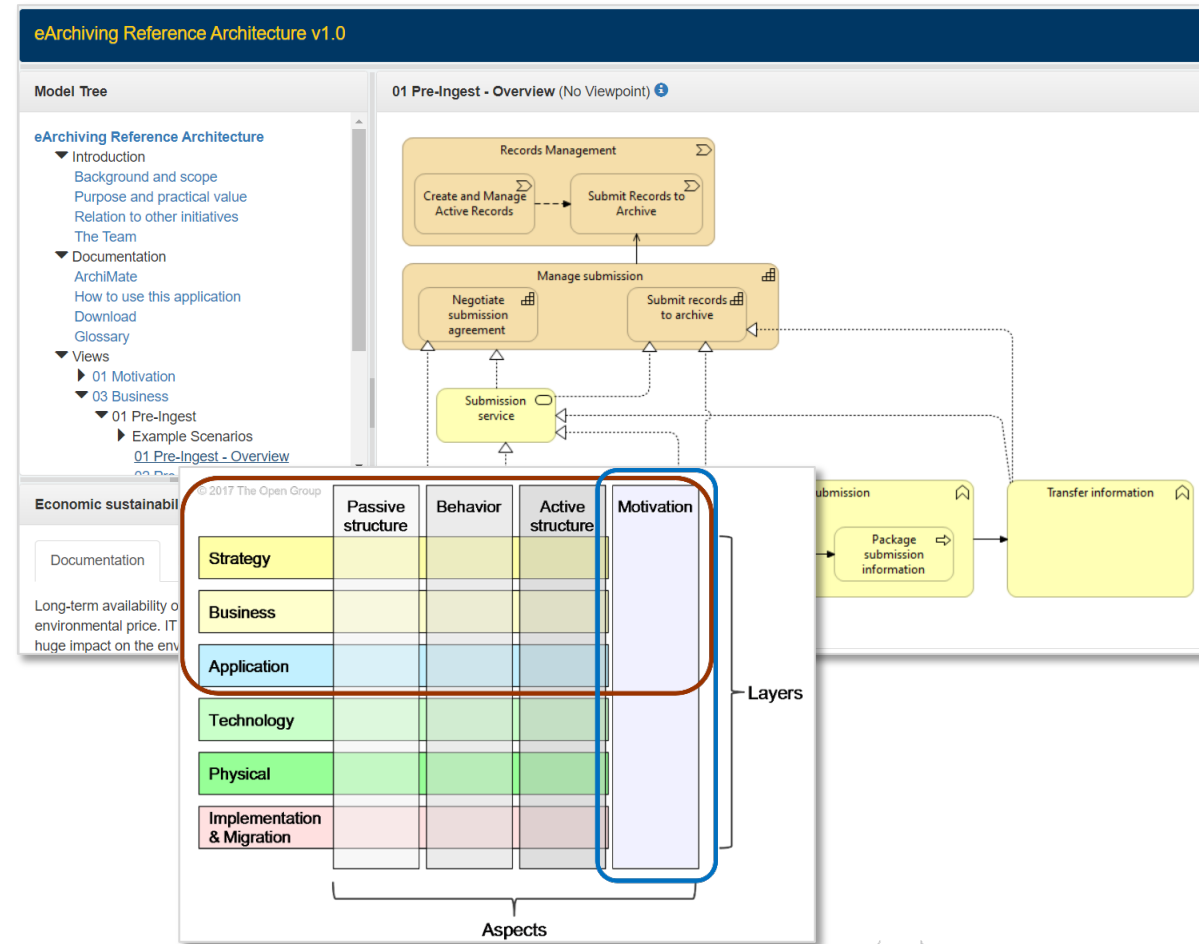 eArchiving Reference Architecture v1.0
Model Tree
eArchiving Reference Architecture
Introduction
Background and scope
Purpose and practical value
Relation to other initiatives
The Team
Documentation
ArchiMate
How to use this application
Download
Glossary
Views
01 Motivation
03 Business
01 Pre-Ingest
Example Scenarios
01 Pre-Ingest - Overview
Economic sustainabil
Documentation
Long-term availability o
environmental price. IT
huge impact on the env
01 Pre-Ingest - Overview (No Viewpoint)
Records Management
Create and Manage
Active Records
Submit Records to
Archive
Manage submission
Negotiate
submission
agreement
Submit records
to archive
Submission
service
ubmission
Package
submission
information
Transfer information
© 2017 The Open Group
Passive
structure
Behavior
Active
structure
Motivation
Strategy
Business
Application
Technology
Physical
Implementation
& Migration
Layers
Aspects